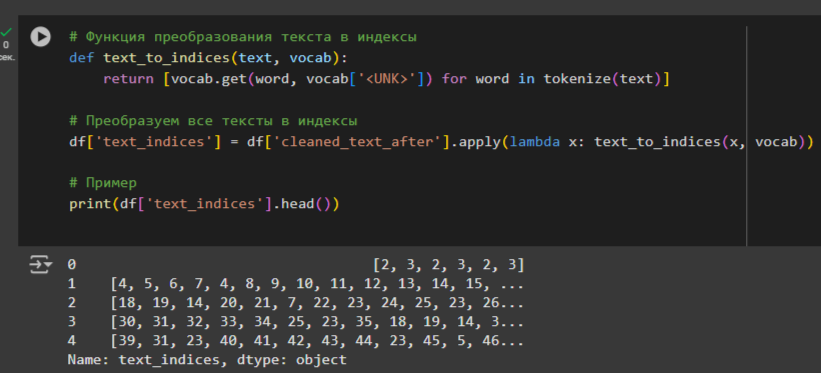 0
сек.
# Функция преобразования текста в индексы
def text_to_indices(text, vocab):
    return [vocab.get(word, vocab['<UNK>']) for word in tokenize(text)]
# Преобразуем все тексты в индексы
df['text_indices'] = df['cleaned_text_after'].apply(lambda x: text_to_indices(x, vocab))
# Пример
print(df['text_indices'].head())
0                                 [2, 3, 2, 3, 2, 3]
1    [4, 5, 6, 7, 4, 8, 9, 10, 11, 12, 13, 14, 15, ...
2    [18, 19, 14, 20, 21, 7, 22, 23, 24, 25, 23, 26...
3    [30, 31, 32, 33, 34, 25, 23, 35, 18, 19, 14, 3...
4    [39, 31, 23, 40, 41, 42, 43, 44, 23, 45, 5, 46...
Name: text_indices, dtype: object